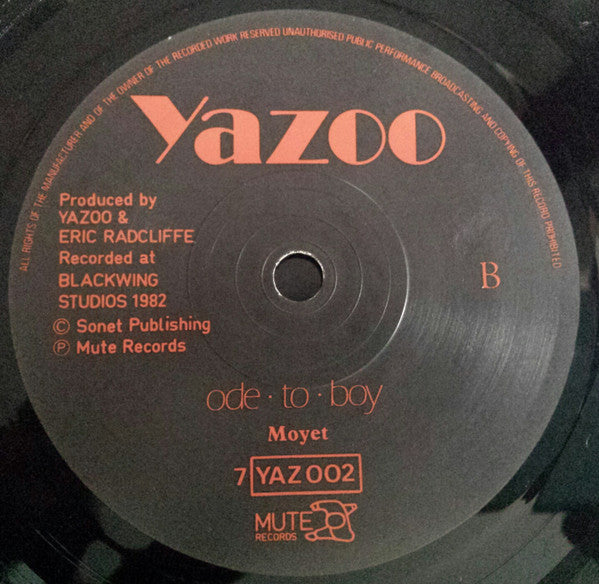 ALL RIGHTS OF THE MANUFACTURER AND OF THE OWNER OF THE RECORDED WORK RESERVED UNAUTHORISED PUBLIC PERFORMANCE BROADCASTING AND COPYING OF THIS RECORD PROHIBITED
Yazoo
Produced by
YAZOO &
ERIC RADCLIFFE
Recorded at
BLACKWING
STUDIOS 1982
© Sonet Publishing
℗ Mute Records
B
ode · to · boy
Moyet
7 YAZ 002
MUTE
RECORDS